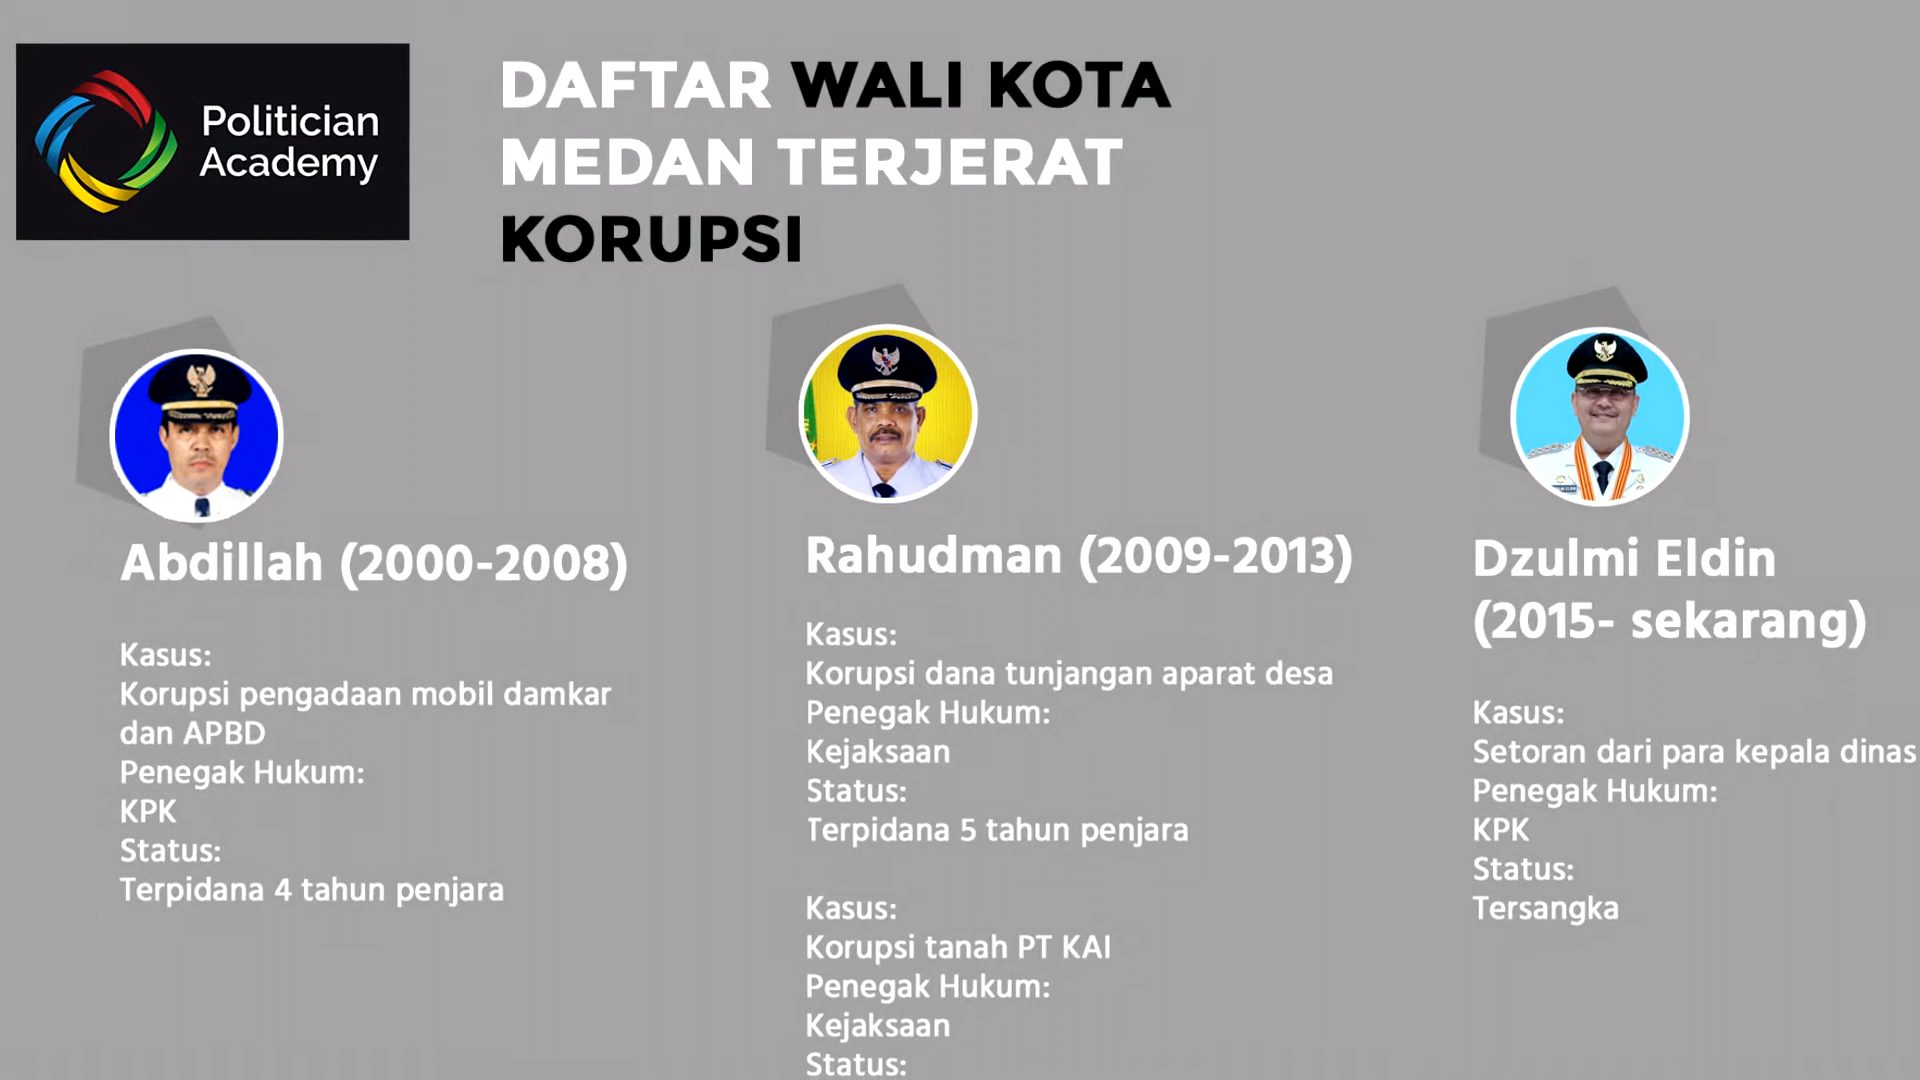 Politician
Academy
DAFTAR WALI KOTA
MEDAN TERJERAT
KORUPSI
Abdillah (2000-2008)
Kasus:
Korupsi pengadaan mobil damkar
dan APBD
Penegak Hukum:
KPK
Status:
Terpidana 4 tahun penjara
Rahudman (2009-2013)
Kasus:
Korupsi dana tunjangan aparat desa
Penegak Hukum:
Kejaksaan
Status:
Terpidana 5 tahun penjara
Kasus:
Korupsi tanah PT KAI
Penegak Hukum:
Kejaksaan
Status:
Dzulmi Eldin
(2015- sekarang)
Kasus:
Setoran dari para kepala dinas
Penegak Hukum:
KPK
Status:
Tersangka